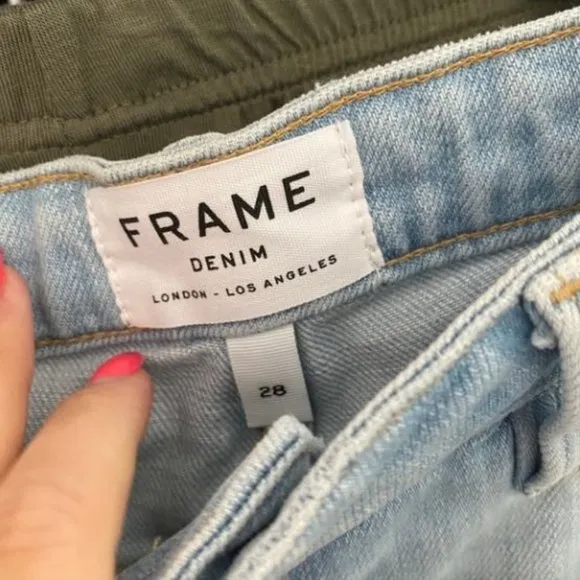 FRAME
DENIM
LONDON - LOS ANGELES
28